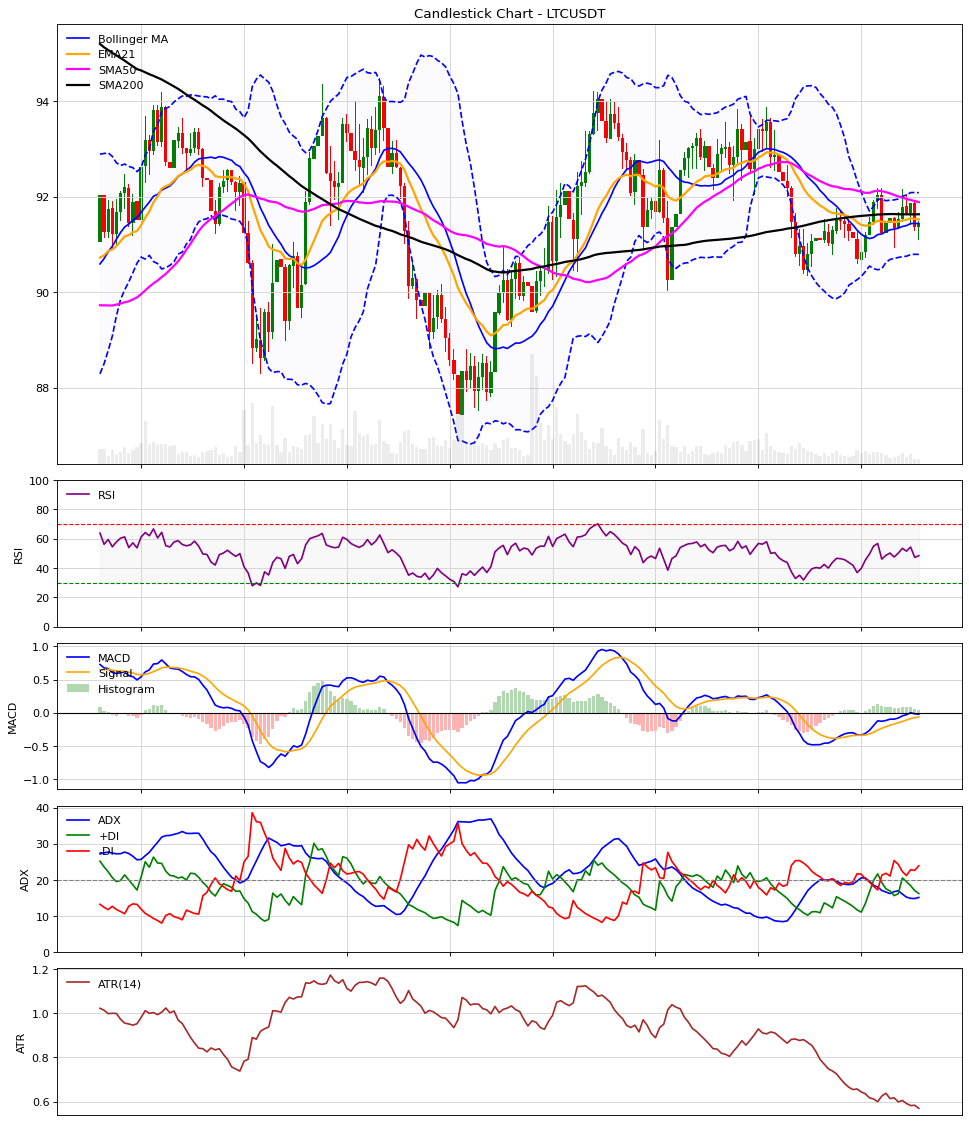 Candlestick Chart - LTCUSDT
Bollinger MA
EMA21
SMA50
SMA200
94
92
90
88
100
80
60
40
20
0
RSI
RSI
1.0
0.5
0.0
−0.5
−1.0
MACD
MACD
Signal
Histogram
40
30
20
10
0
ADX
ADX
+DI
-DI
1.2
1.0
0.8
0.6
ATR
ATR(14)